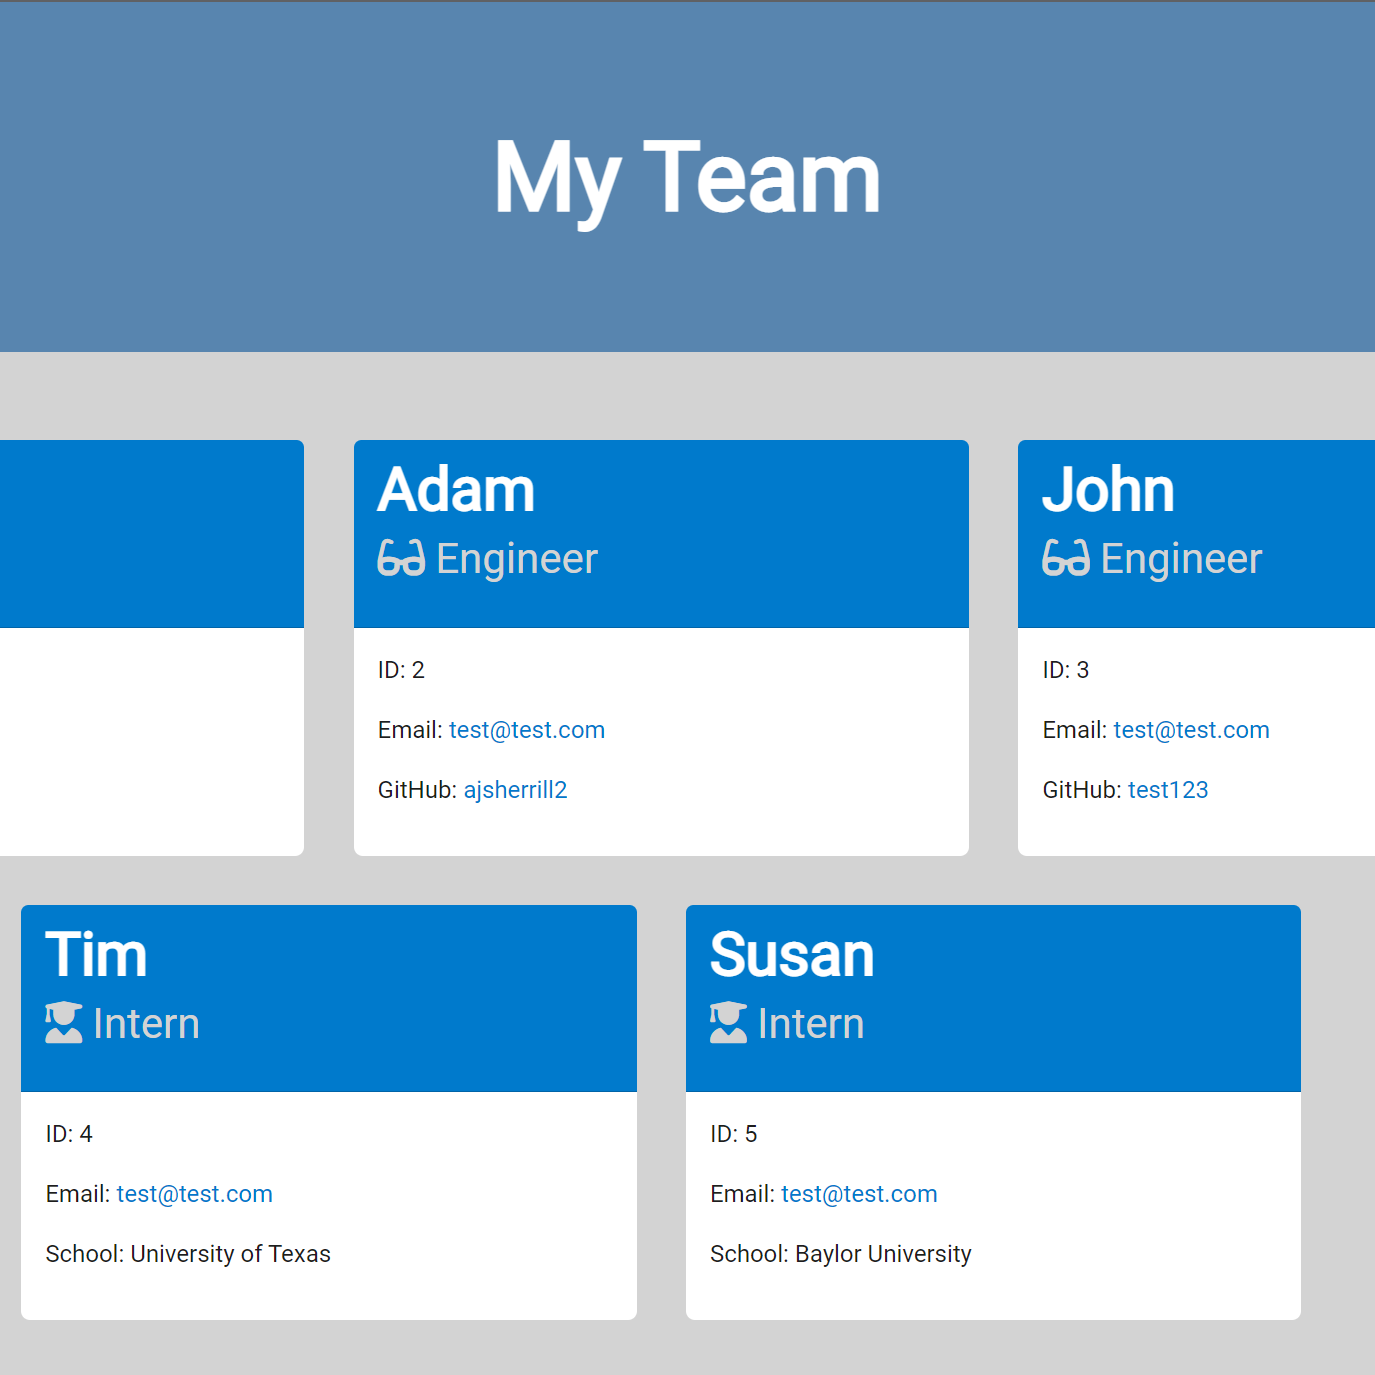 My Team
Adam
Engineer
ID: 2
Email: test@test.com
GitHub: ajsherrill2
John
Engineer
ID: 3
Email: test@test.com
GitHub: test123
Tim
Intern
ID: 4
Email: test@test.com
School: University of Texas
Susan
Intern
ID: 5
Email: test@test.com
School: Baylor University